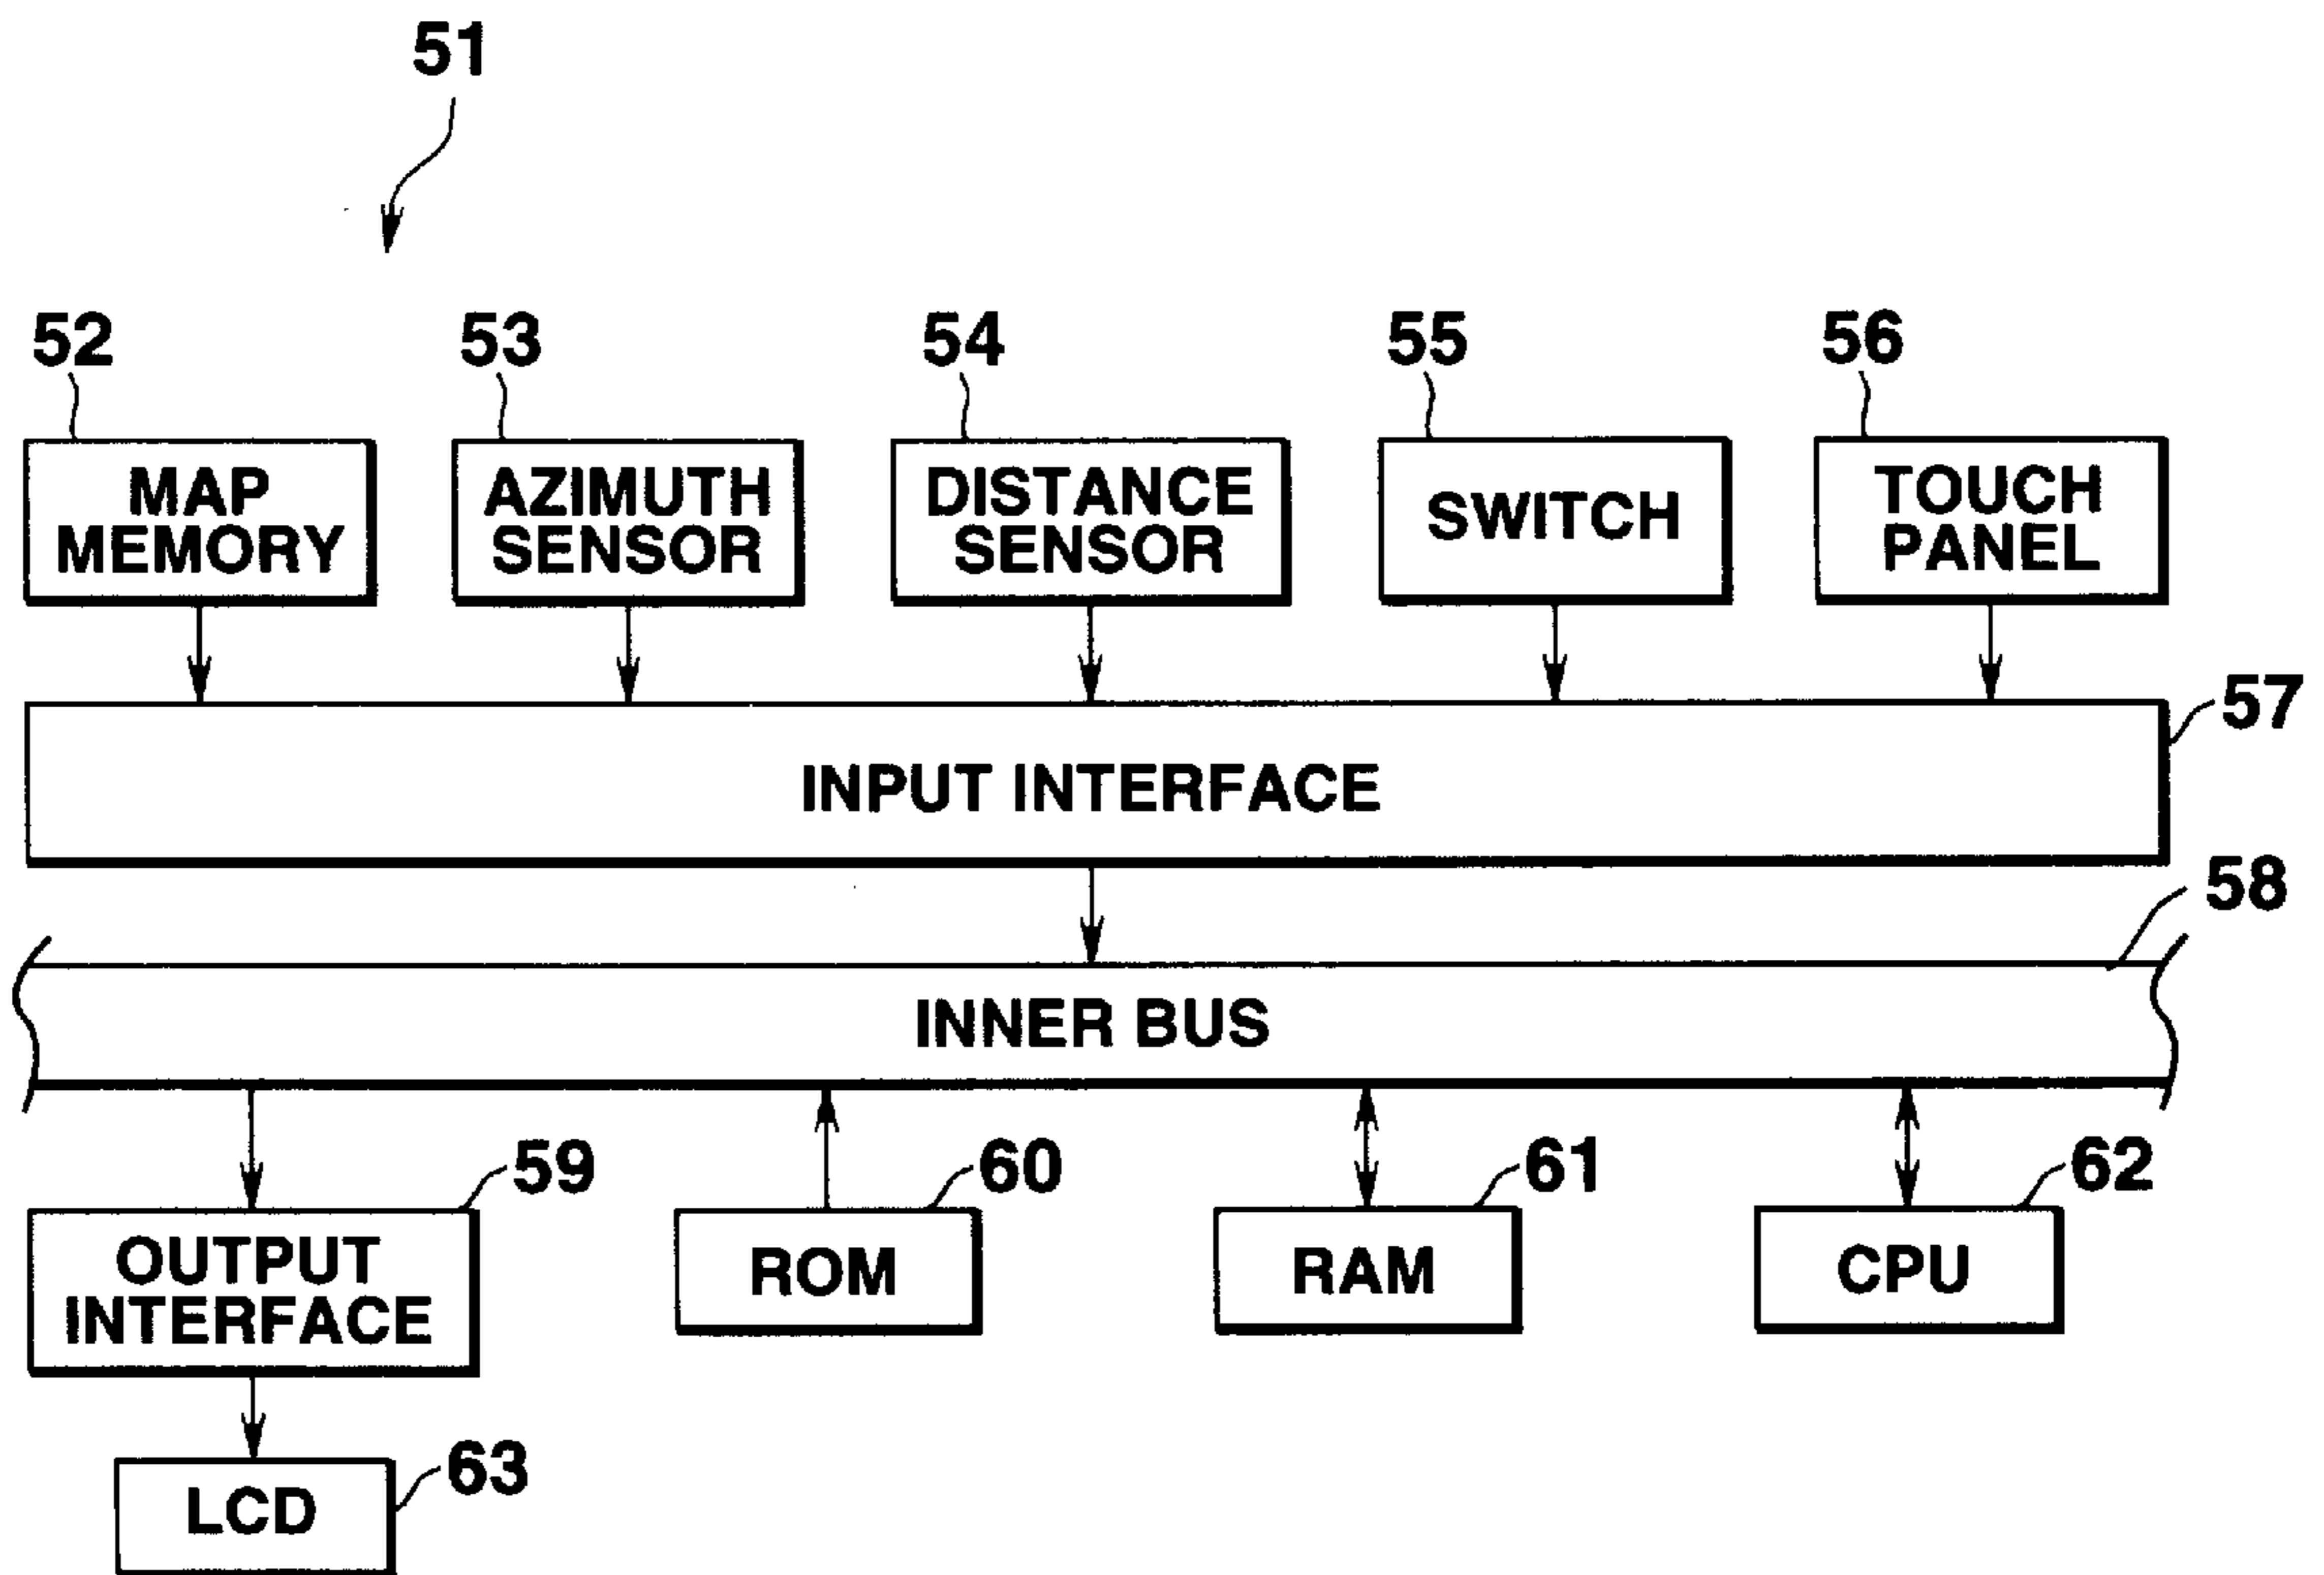 51
52
53
54
55
56
MAP
MEMORY
AZIMUTH
SENSOR
DISTANCE
SENSOR
SWITCH
TOUCH
PANEL
57
INPUT INTERFACE
58
INNER BUS
59
60
61
62
OUTPUT
INTERFACE
ROM
RAM
CPU
63
LCD